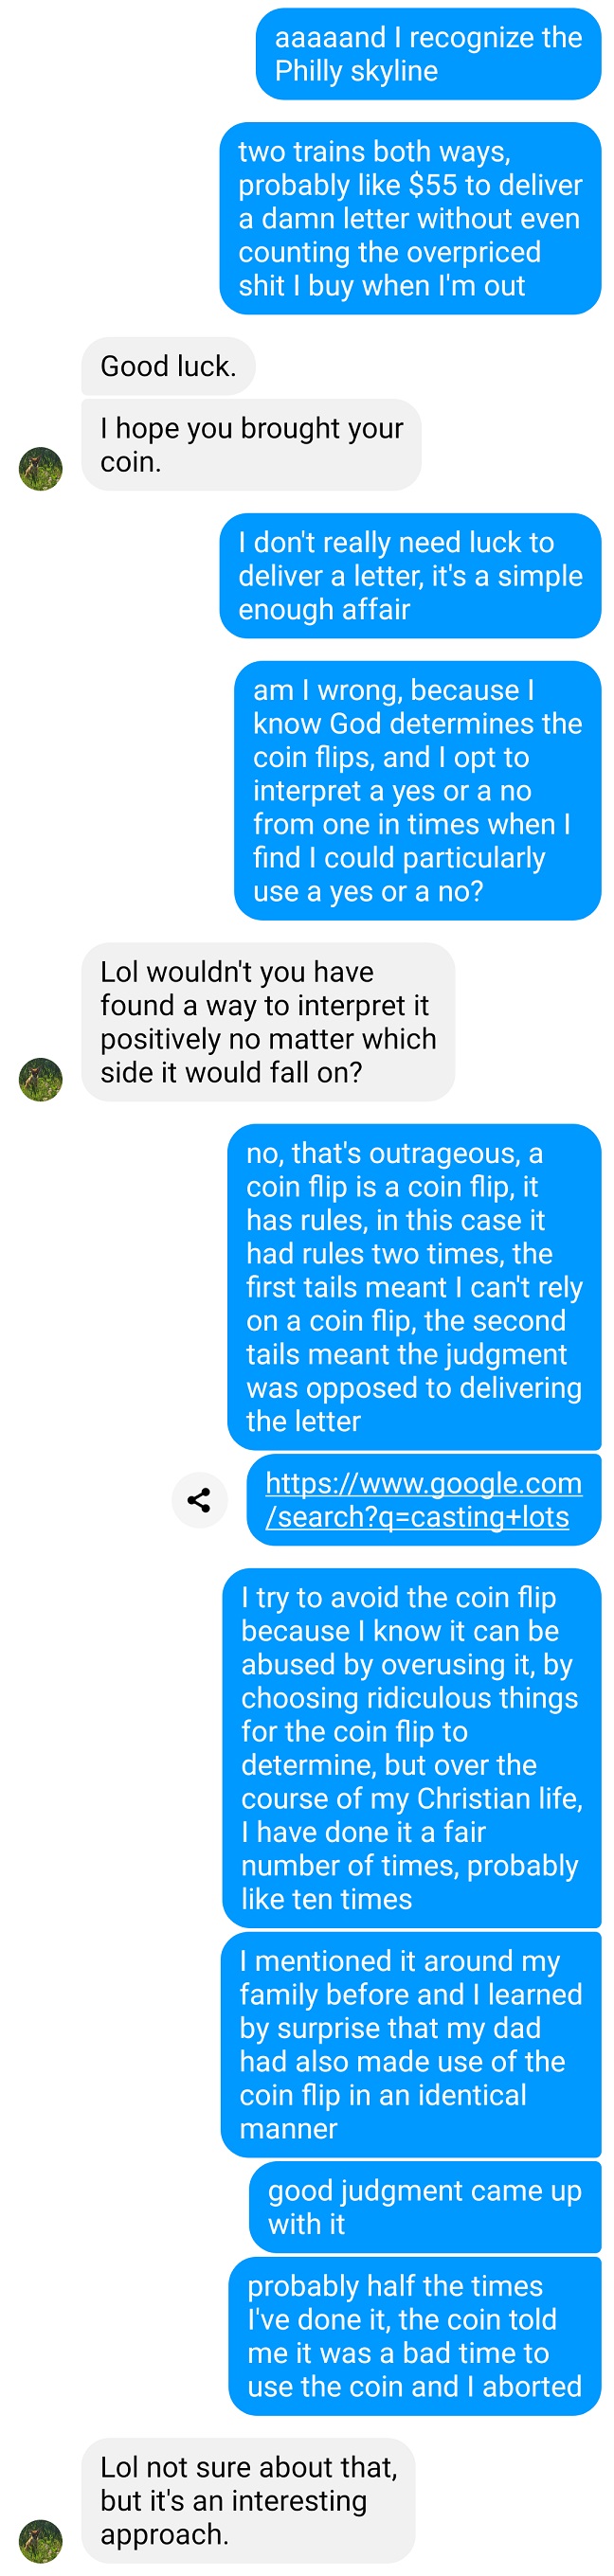 aaaaand I recognize the
Philly skyline
two trains both ways,
probably like $55 to deliver
a damn letter without even
counting the overpriced
shit I buy when I'm out
Good luck.
I hope you brought your
coin.
I don't really need luck to
deliver a letter, it's a simple
enough affair
am I wrong, because I
know God determines the
coin flips, and I opt to
interpret a yes or a no
from one in times when I
find I could particularly
use a yes or a no?
Lol wouldn't you have
found a way to interpret it
positively no matter which
side it would fall on?
no, that's outrageous, a
coin flip is a coin flip, it
has rules, in this case it
had rules two times, the
first tails meant I can't rely
on a coin flip, the second
tails meant the judgment
was opposed to delivering
the letter
https://www.google.com
/search?q=casting+lots
I try to avoid the coin flip
because I know it can be
abused by overusing it, by
choosing ridiculous things
for the coin flip to
determine, but over the
course of my Christian life,
I have done it a fair
number of times, probably
like ten times
I mentioned it around my
family before and I learned
by surprise that my dad
had also made use of the
coin flip in an identical
manner
good judgment came up
with it
probably half the times
I've done it, the coin told
me it was a bad time to
use the coin and I aborted
Lol not sure about that,
but it's an interesting
approach.